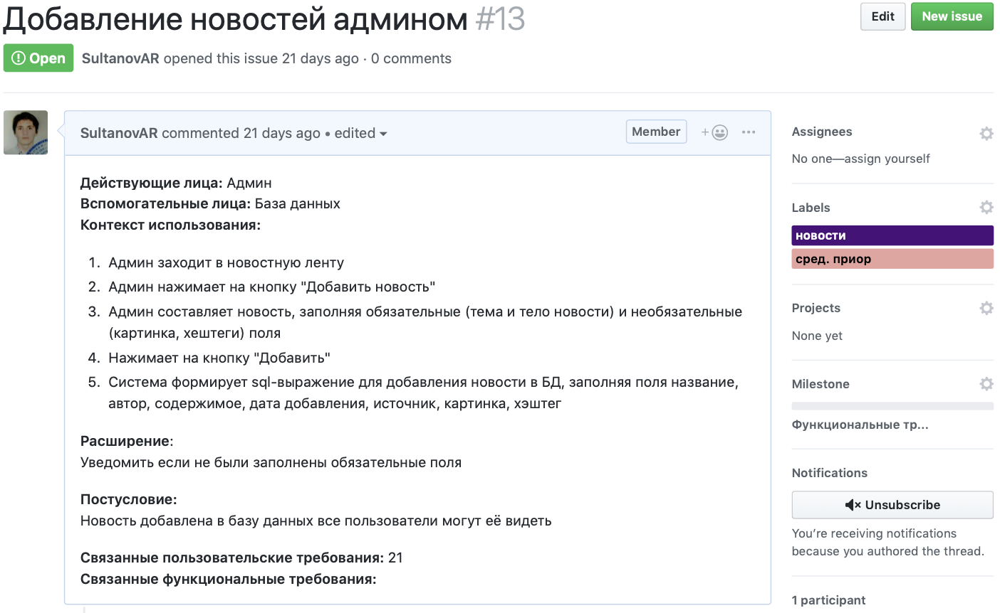 Добавление новостей админом #13
Edit
New issue
Open
SultanovAR opened this issue 21 days ago · 0 comments
SultanovAR commented 21 days ago • edited
Member
Действующие лица: Админ
Вспомогательные лица: База данных
Контекст использования:
1. Админ заходит в новостную ленту
2. Админ нажимает на кнопку "Добавить новость"
3. Админ составляет новость, заполняя обязательные (тема и тело новости) и необязательные
(картинка, хештеги) поля
4. Нажимает на кнопку "Добавить"
5. Система формирует sql-выражение для добавления новости в БД, заполняя поля название,
автор, содержимое, дата добавления, источник, картинка, хэштег
Расширение:
Уведомить если не были заполнены обязательные поля
Постусловие:
Новость добавлена в базу данных все пользователи могут её видеть
Связанные пользовательские требования: 21
Связанные функциональные требования:
Assignees
No one—assign yourself
Labels
новости
сред. приор
Projects
None yet
Milestone
Функциональные тр...
Notifications
Unsubscribe
You're receiving notifications
because you authored the thread.
1 participant